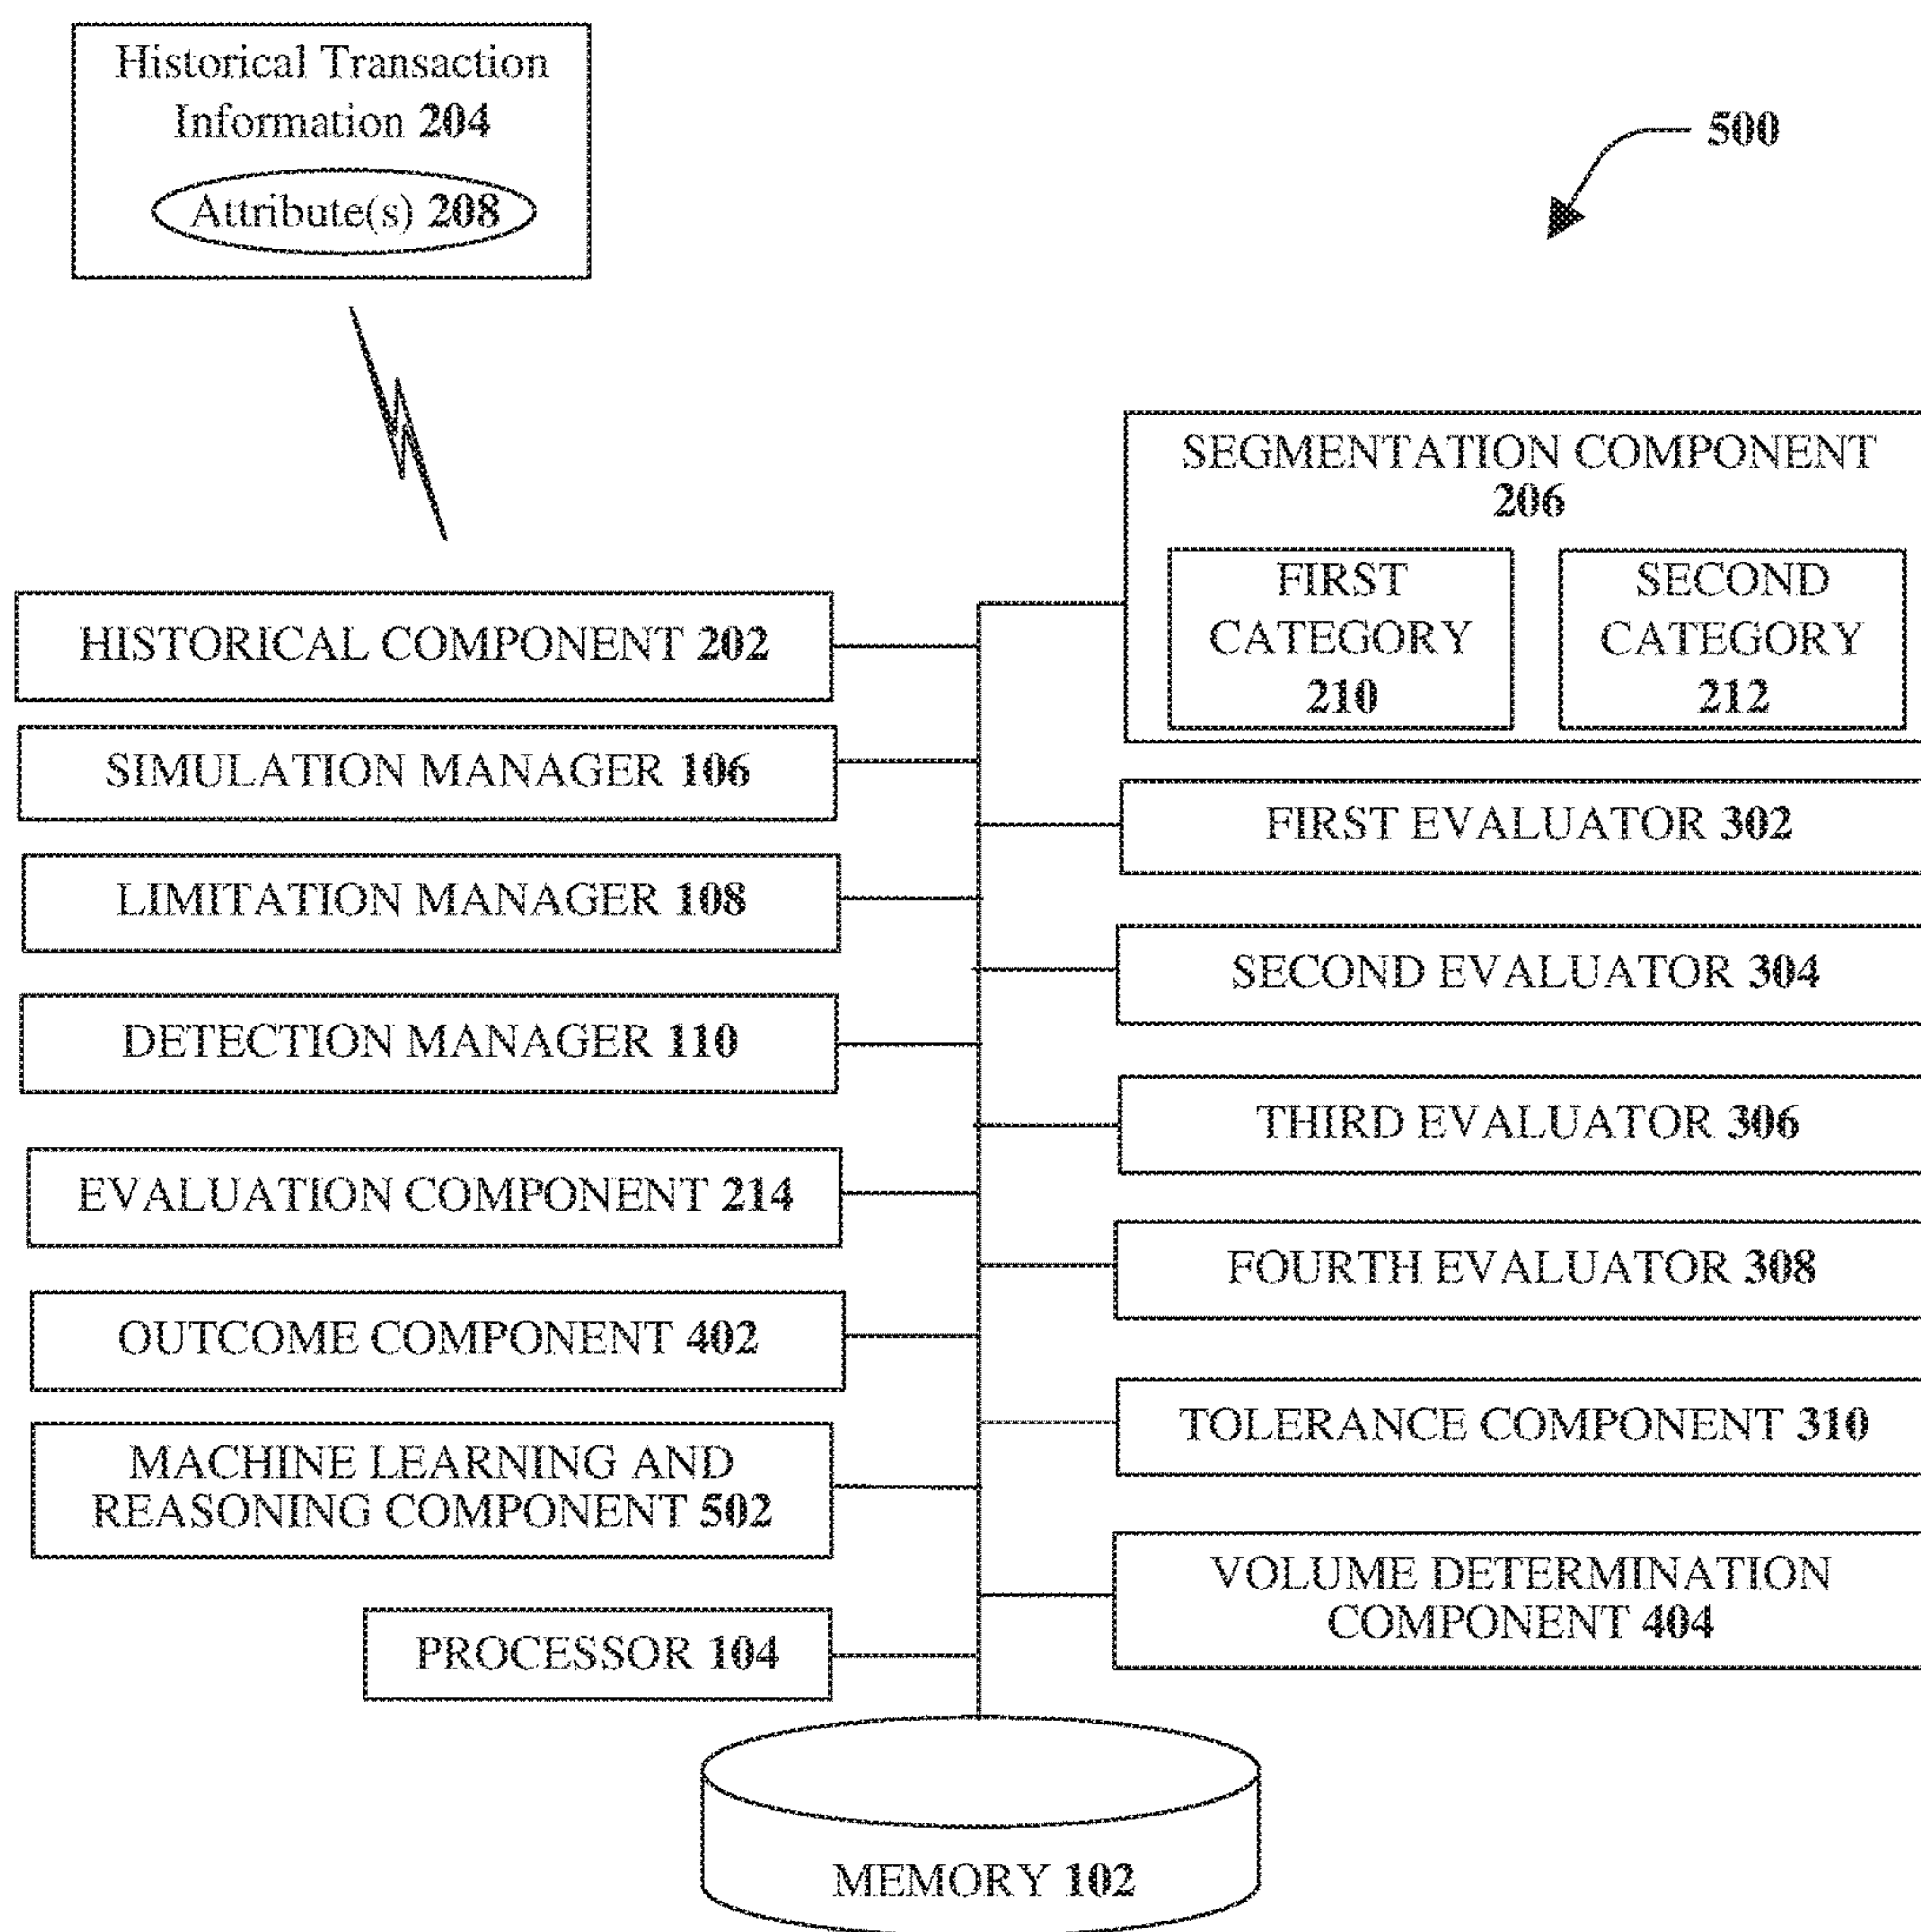 Historical Transaction
Information 204
Attribute(s) 208
500
SEGMENTATION COMPONENT
206
FIRST
CATEGORY
210
SECOND
CATEGORY
212
HISTORICAL COMPONENT 202
SIMULATION MANAGER 106
LIMITATION MANAGER 108
DETECTION MANAGER 110
EVALUATION COMPONENT 214
OUTCOME COMPONENT 402
MACHINE LEARNING AND
REASONING COMPONENT 502
PROCESSOR 104
FIRST EVALUATOR 302
SECOND EVALUATOR 304
THIRD EVALUATOR 306
FOURTH EVALUATOR 308
TOLERANCE COMPONENT 310
VOLUME DETERMINATION
COMPONENT 404
MEMORY 102